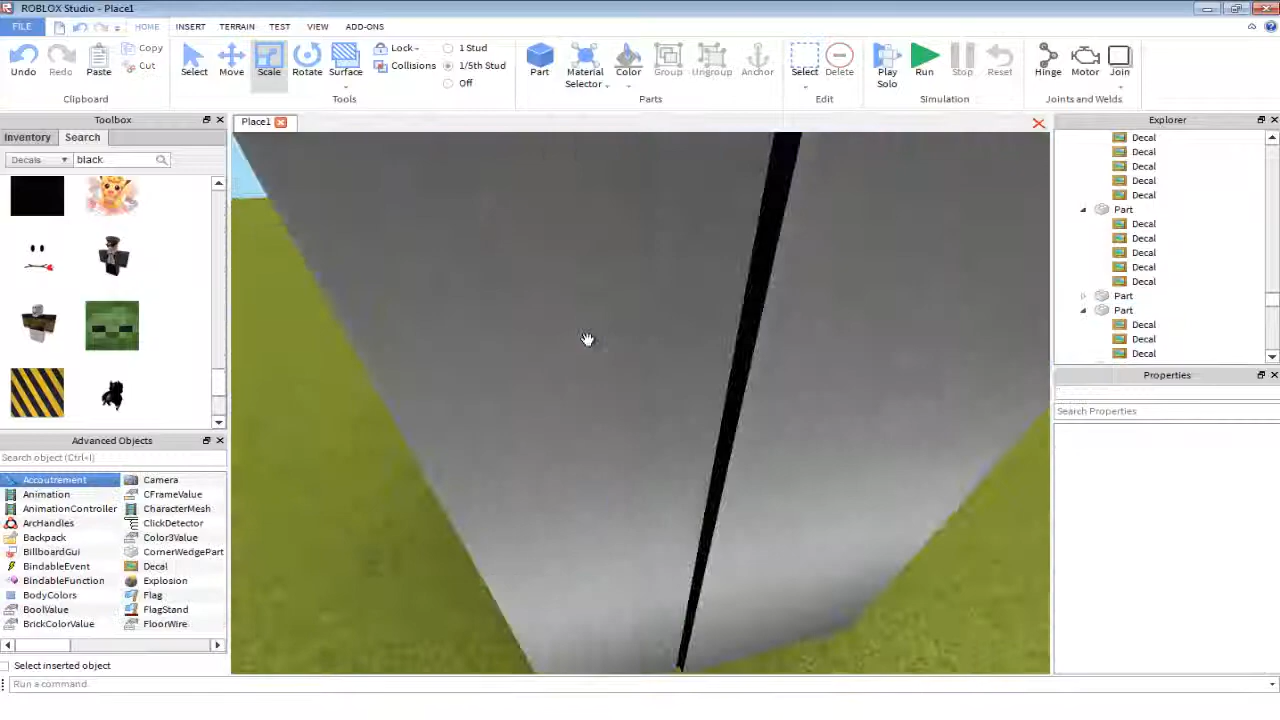 ROBLOX Studio - Place1
FILE HOME INSERT TERRAIN TEST VIEW ADD-ONS
Undo Redo Paste Copy Cut
Clipboard
Select Move Scale Rotate Surface Lock Collisions
1 Stud
1/5th Stud
Off
Tools
Part Material Selector Color Group Ungroup Anchor
Parts
Select Delete
Edit
Play Solo Run Stop Reset
Simulation
Hinge Motor Join
Joints and Welds
Toolbox
Inventory Search
Decals black
Place1
Advanced Objects
Search object (Ctrl+I)
Accoutrement Camera
Animation CFrameValue
AnimationController CharacterMesh
ArcHandles ClickDetector
Backpack Color3Value
BillboardGui CornerWedgePart
BindableEvent Decal
BindableFunction Explosion
BodyColors Flag
BoolValue FlagStand
BrickColorValue FloorWire
Select inserted object
Run a command
Explorer
Decal
Decal
Decal
Decal
Decal
Part
Decal
Decal
Decal
Decal
Decal
Part
Part
Decal
Decal
Decal
Properties
Search Properties